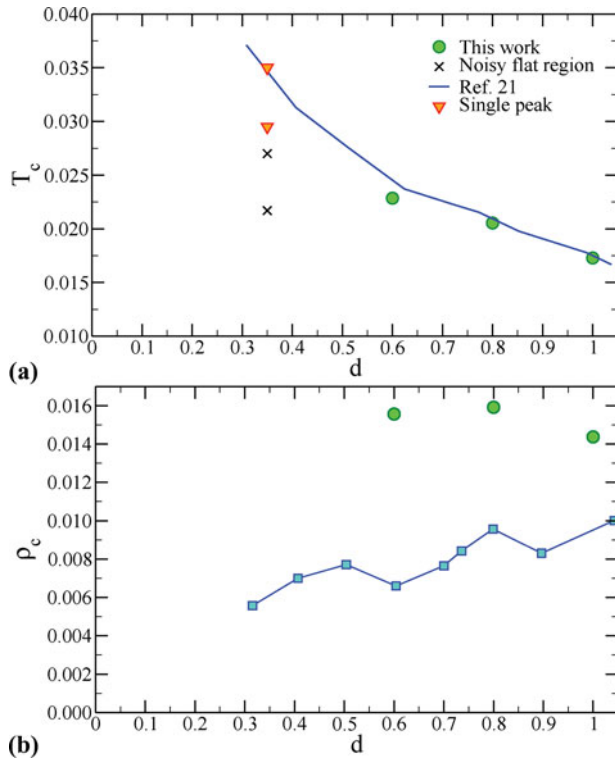 0.040
0.035
0.030
0.025
0.020
0.015
0.010
T_c
This work
Noisy flat region
Ref. 21
Single peak
0 0.1 0.2 0.3 0.4 0.5 0.6 0.7 0.8 0.9 1
(a) d
0.016
0.014
0.012
0.010
0.008
0.006
0.004
0.002
0.000
ρ_c
0 0.1 0.2 0.3 0.4 0.5 0.6 0.7 0.8 0.9 1
(b) d